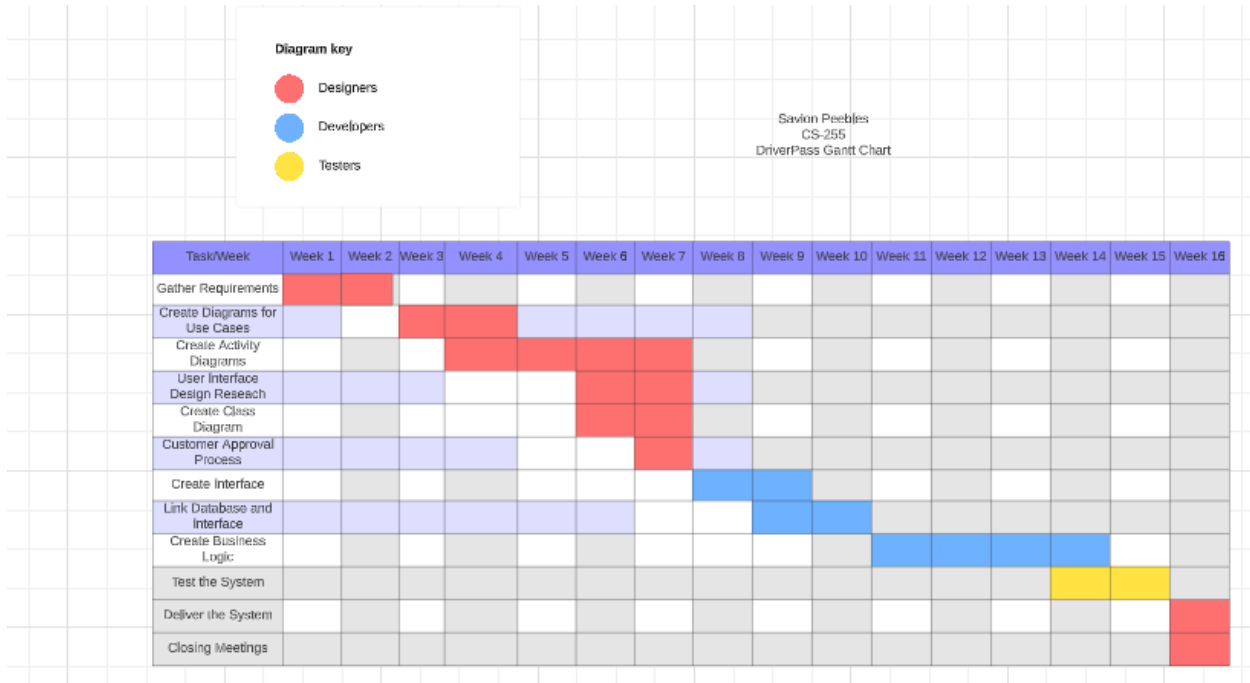 Diagram key
Designers
Developers
Testers
Savion Peebles
CS-255
DriverPass Gantt Chart
Task/Week Week 1 Week 2 Week 3 Week 4 Week 5 Week 6 Week 7 Week 8 Week 9 Week 10 Week 11 Week 12 Week 13 Week 14 Week 15 Week 16
Gather Requirements
Create Diagrams for
Use Cases
Create Activity
Diagrams
User Interface
Design Reseach
Create Class
Diagram
Customer Approval
Process
Create Interface
Link Database and
Interface
Create Business
Logic
Test the System
Deliver the System
Closing Meetings